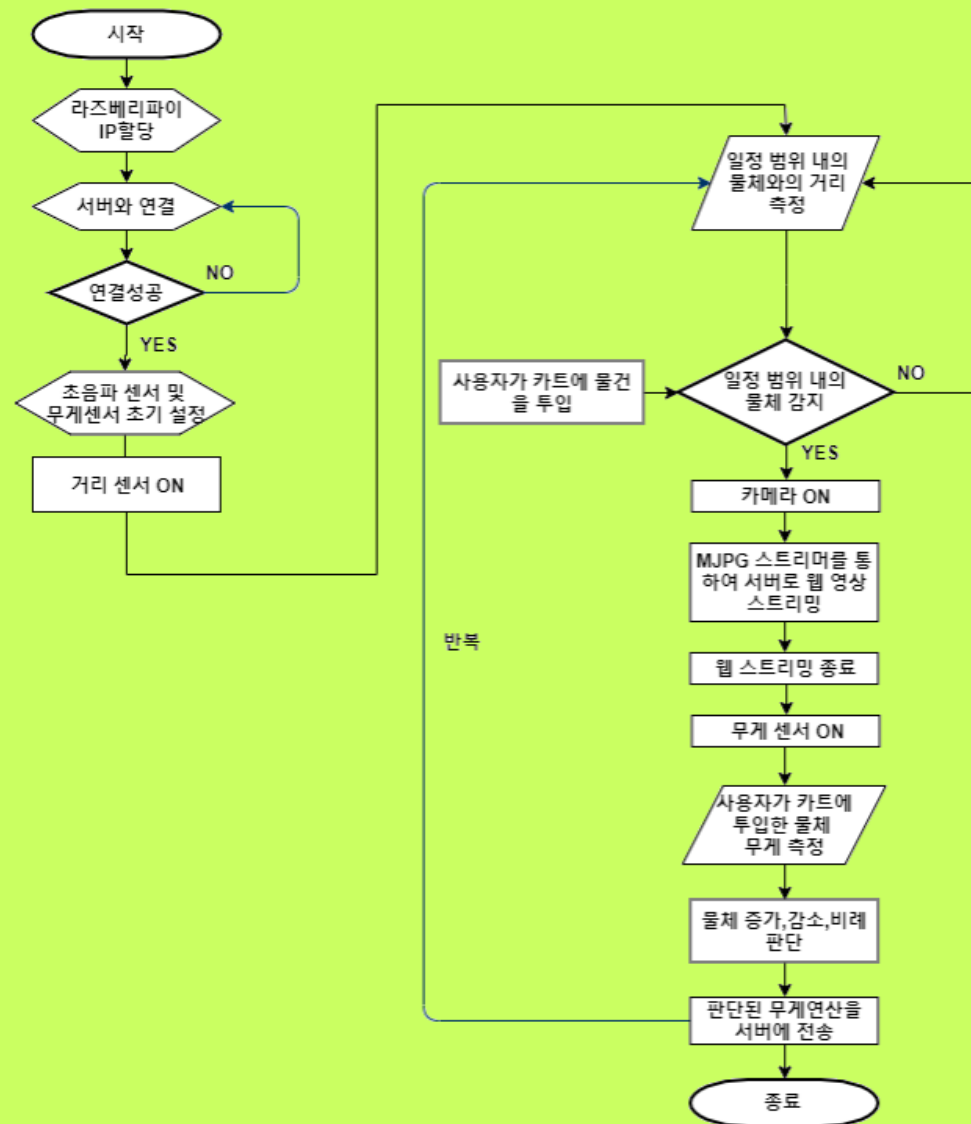 시작
라즈베리파이
IP할당
서버와 연결
연결성공
NO
YES
초음파 센서 및
무게센서 초기 설정
거리 센서 ON
일정 범위 내의
물체와의 거리
측정
사용자가 카트에 물건
을 투입
일정 범위 내의
물체 감지
NO
YES
카메라 ON
MJPG 스트리머를 통
하여 서버로 웹 영상
스트리밍
반복
웹 스트리밍 종료
무게 센서 ON
사용자가 카트에
투입한 물체
무게 측정
물체 증가,감소,비례
판단
판단된 무게연산을
서버에 전송
종료